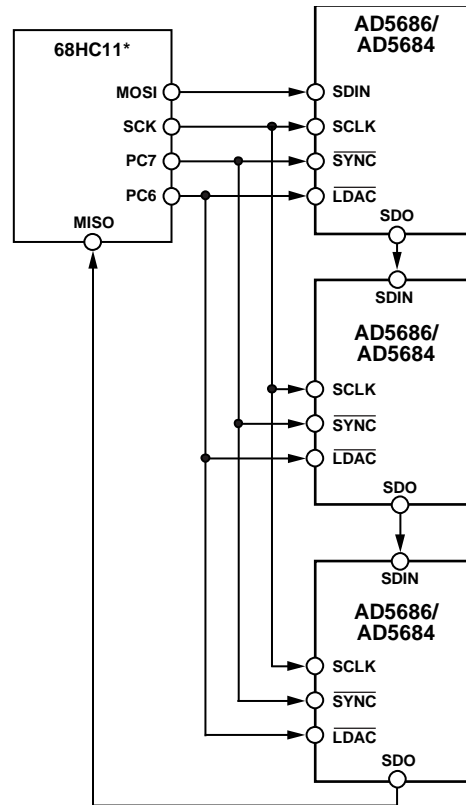 68HC11*
MOSI
SCK
PC7
PC6
MISO
AD5686/
AD5684
SDIN
SCLK
SYNC
LDAC
SDO
SDIN
AD5686/
AD5684
SCLK
SYNC
LDAC
SDO
SDIN
AD5686/
AD5684
SCLK
SYNC
LDAC
SDO